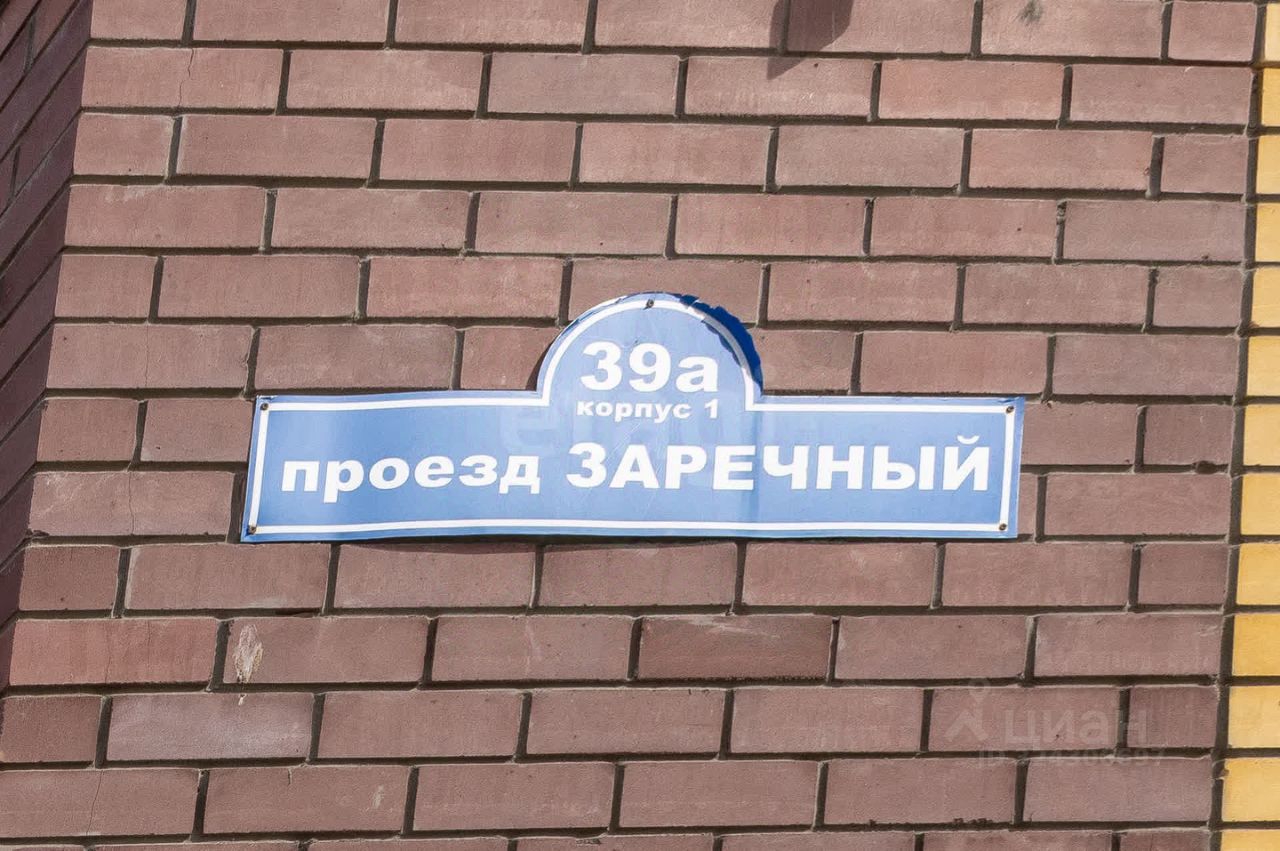 39а
корпус 1
проезд ЗАРЕЧНЫЙ
циан